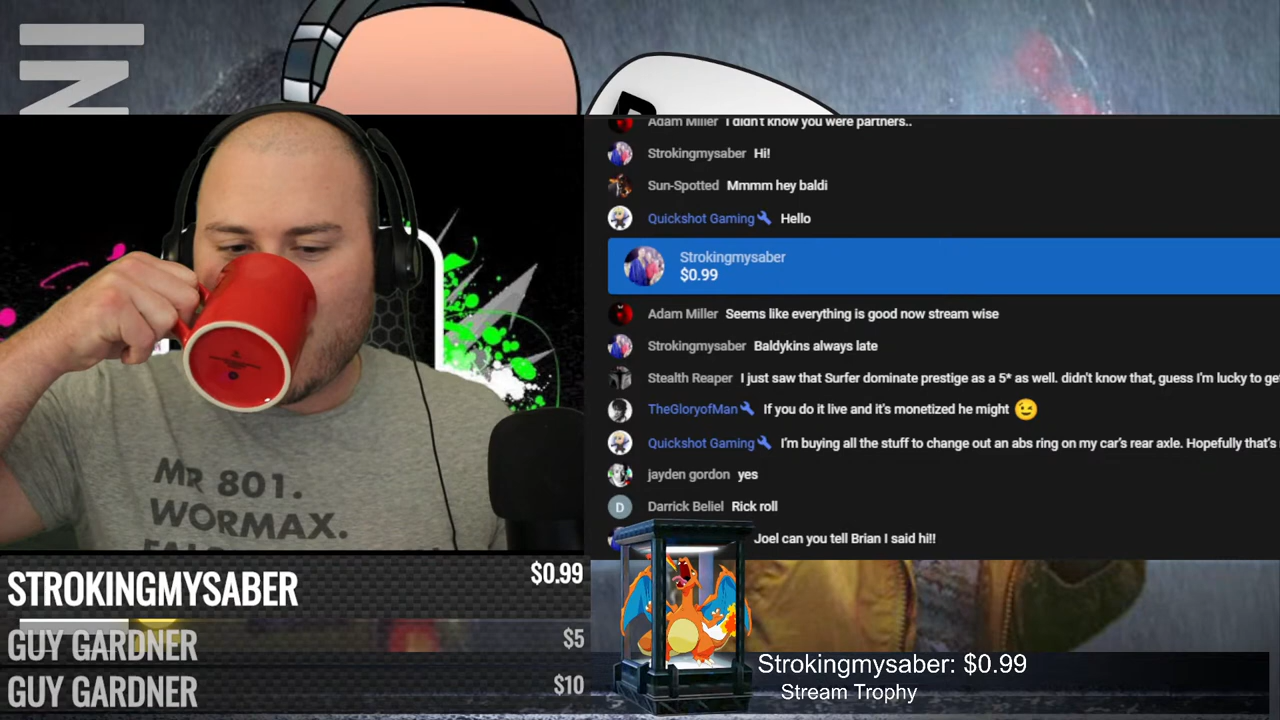 Adam Miller I didn't know you were partners..
Strokingmysaber Hi!
Sun-Spotted Mmmm hey baldi
Quickshot Gaming Hello
Strokingmysaber
$0.99
Adam Miller Seems like everything is good now stream wise
Strokingmysaber Baldykins always late
Stealth Reaper I just saw that Surfer dominate prestige as a 5* as well. didn't know that, guess I'm lucky to
TheGloryofMan If you do it live and it's monetized he might 😉
Quickshot Gaming I'm buying all the stuff to change out an abs ring on my car's rear axle. Hopefully that's
jayden gordon yes
D Darrick Beliel Rick roll
Joel can you tell Brian I said hi!!
MR 801.
WORMAX.
STROKINGMYSABER $0.99
GUY GARDNER $5
GUY GARDNER $10
Strokingmysaber: $0.99
Stream Trophy